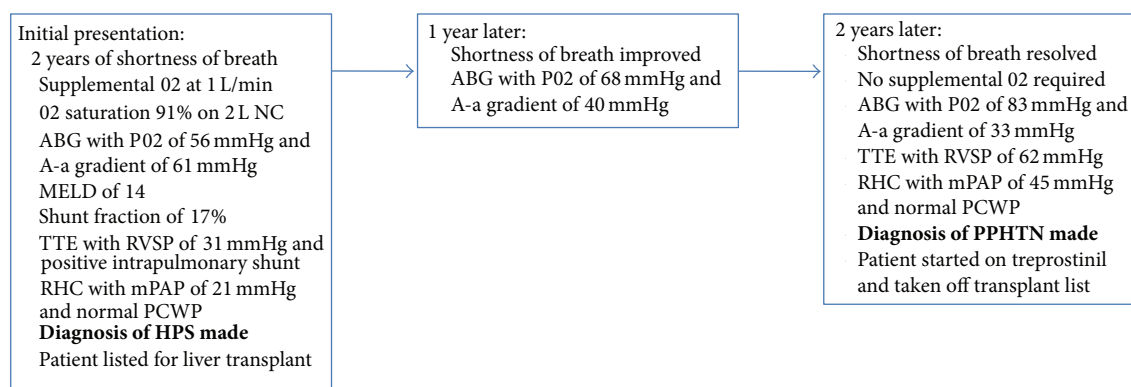 Initial presentation:
2 years of shortness of breath
Supplemental 02 at 1 L/min
02 saturation 91% on 2 L NC
ABG with P02 of 56 mmHg and
A-a gradient of 61 mmHg
MELD of 14
Shunt fraction of 17%
TTE with RVSP of 31 mmHg and
positive intrapulmonary shunt
RHC with mPAP of 21 mmHg
and normal PCWP
Diagnosis of HPS made
Patient listed for liver transplant
1 year later:
Shortness of breath improved
ABG with P02 of 68 mmHg and
A-a gradient of 40 mmHg
2 years later:
Shortness of breath resolved
No supplemental 02 required
ABG with P02 of 83 mmHg and
A-a gradient of 33 mmHg
TTE with RVSP of 62 mmHg
RHC with mPAP of 45 mmHg
and normal PCWP
Diagnosis of PPHTN made
Patient started on treprostinil
and taken off transplant list